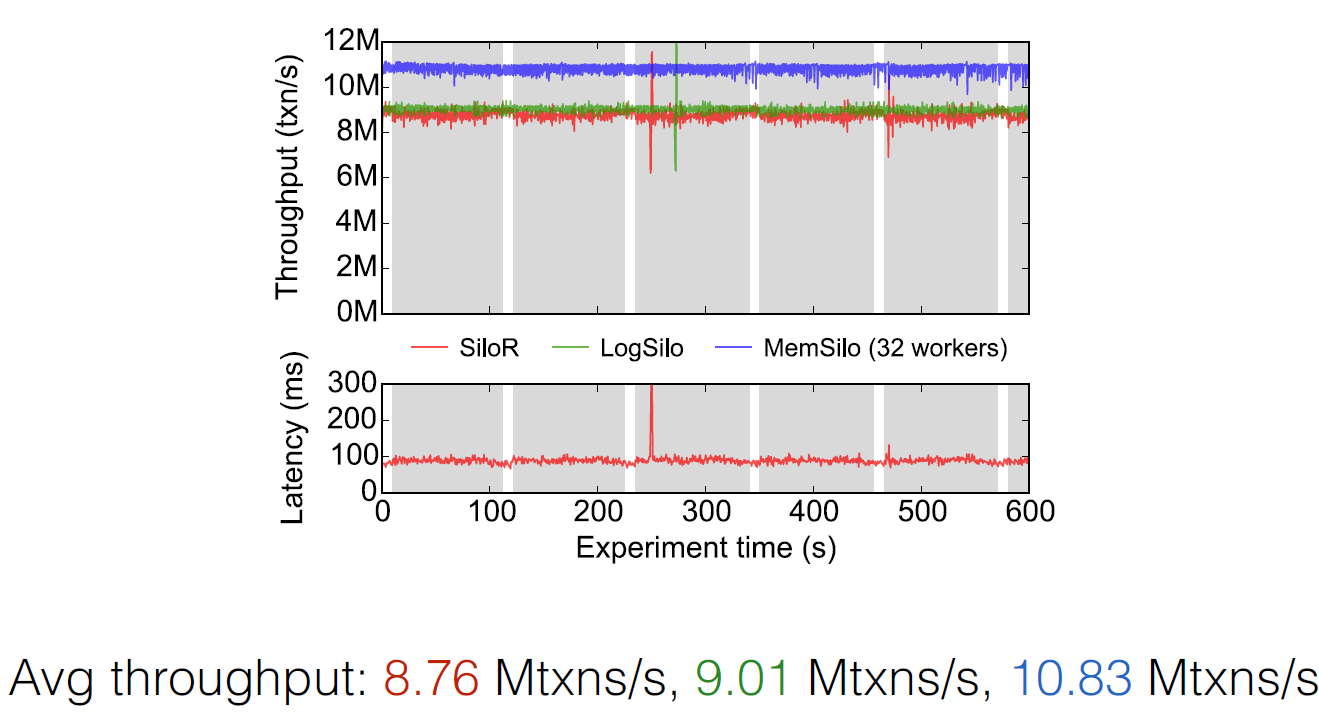 12M
10M
8M
6M
4M
2M
0M
Throughput (txn/s)
SiloR LogSilo MemSilo (32 workers)
300
200
100
0
Latency (ms)
0 100 200 300 400 500 600
Experiment time (s)
Avg throughput: 8.76 Mtxns/s, 9.01 Mtxns/s, 10.83 Mtxns/s